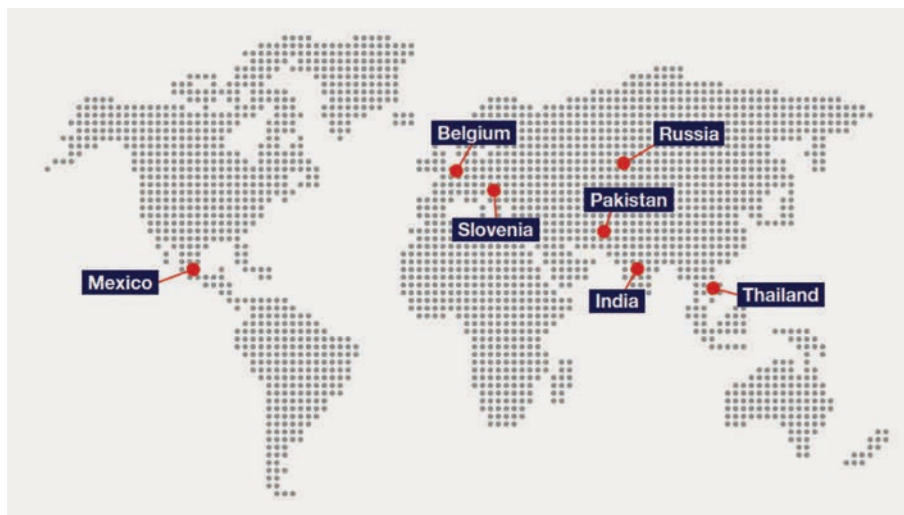 Belgium
Russia
Pakistan
Slovenia
Mexico
India
Thailand